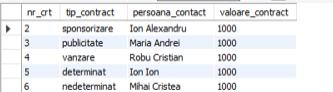 nr_crt tip_contract persoana_contact valoare_contract
2 sponsorizare Ion Alexandru 1000
3 publicitate Maria Andrei 1000
4 vanzare Robu Cristian 1000
5 determinat Ion Ion 1000
6 nedeterminat Mihai Cristea 1000